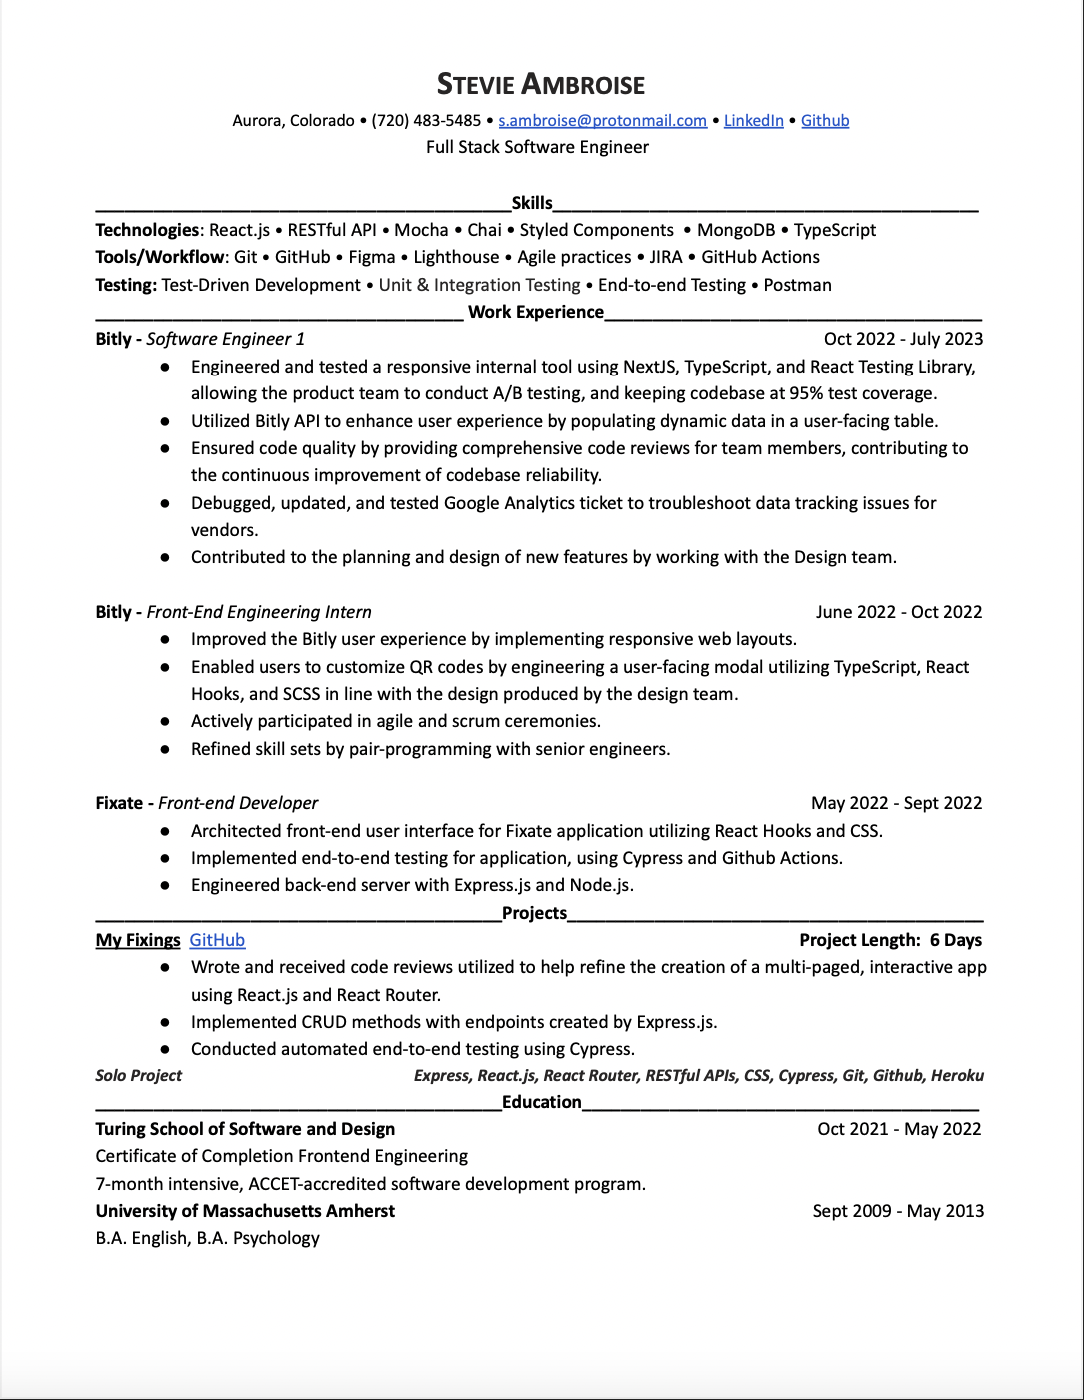 STEVIE AMBROISE
Aurora, Colorado • (720) 483-5485 • s.ambroise@protonmail.com • LinkedIn • Github
Full Stack Software Engineer
Skills
Technologies: React.js • RESTful API • Mocha • Chai • Styled Components • MongoDB • TypeScript
Tools/Workflow: Git • GitHub • Figma • Lighthouse • Agile practices • JIRA • GitHub Actions
Testing: Test-Driven Development • Unit & Integration Testing • End-to-end Testing • Postman
Work Experience
Bitly - Software Engineer 1 Oct 2022 - July 2023
● Engineered and tested a responsive internal tool using NextJS, TypeScript, and React Testing Library,
allowing the product team to conduct A/B testing, and keeping codebase at 95% test coverage.
● Utilized Bitly API to enhance user experience by populating dynamic data in a user-facing table.
● Ensured code quality by providing comprehensive code reviews for team members, contributing to
the continuous improvement of codebase reliability.
● Debugged, updated, and tested Google Analytics ticket to troubleshoot data tracking issues for
vendors.
● Contributed to the planning and design of new features by working with the Design team.
Bitly - Front-End Engineering Intern June 2022 - Oct 2022
● Improved the Bitly user experience by implementing responsive web layouts.
● Enabled users to customize QR codes by engineering a user-facing modal utilizing TypeScript, React
Hooks, and SCSS in line with the design produced by the design team.
● Actively participated in agile and scrum ceremonies.
● Refined skill sets by pair-programming with senior engineers.
Fixate - Front-end Developer May 2022 - Sept 2022
● Architected front-end user interface for Fixate application utilizing React Hooks and CSS.
● Implemented end-to-end testing for application, using Cypress and Github Actions.
● Engineered back-end server with Express.js and Node.js.
Projects
My Fixings GitHub Project Length: 6 Days
● Wrote and received code reviews utilized to help refine the creation of a multi-paged, interactive app
using React.js and React Router.
● Implemented CRUD methods with endpoints created by Express.js.
● Conducted automated end-to-end testing using Cypress.
Solo Project Express, React.js, React Router, RESTful APIs, CSS, Cypress, Git, Github, Heroku
Education
Turing School of Software and Design Oct 2021 - May 2022
Certificate of Completion Frontend Engineering
7-month intensive, ACCET-accredited software development program.
University of Massachusetts Amherst Sept 2009 - May 2013
B.A. English, B.A. Psychology